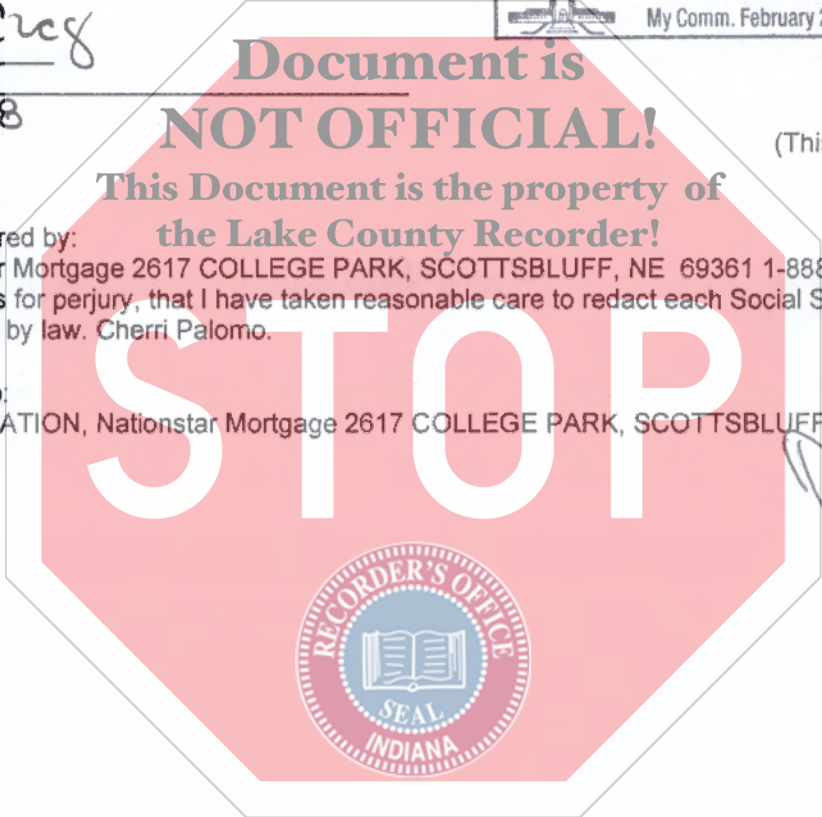 My Comm. February 2
Document is
8
NOT OFFICIAL!
(This
This Document is the property of
red by:
the Lake County Recorder!
r Mortgage 2617 COLLEGE PARK, SCOTTSBLUFF, NE 69361 1-888
s for perjury, that I have taken reasonable care to redact each Social S
by law. Cherri Palomo.
STOP
:
ATION, Nationstar Mortgage 2617 COLLEGE PARK, SCOTTSBLUFF
RECORDER'S OFFICE
SEAL
INDIANA